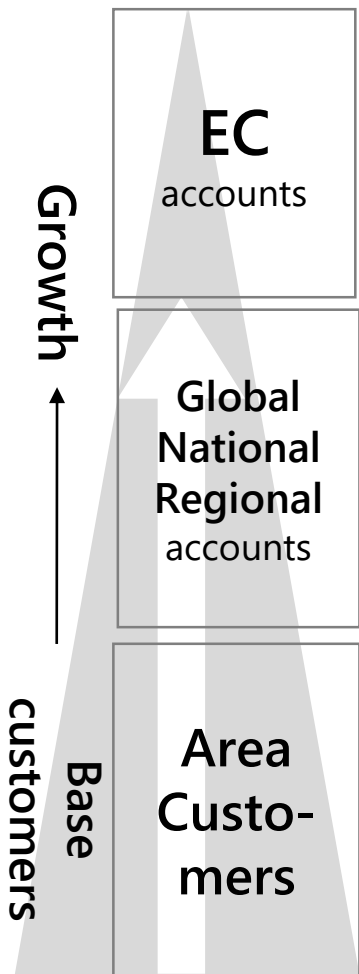 EC
accounts
Growth
Global
National
Regional
accounts
Base
customers
Area
Custo-
mers